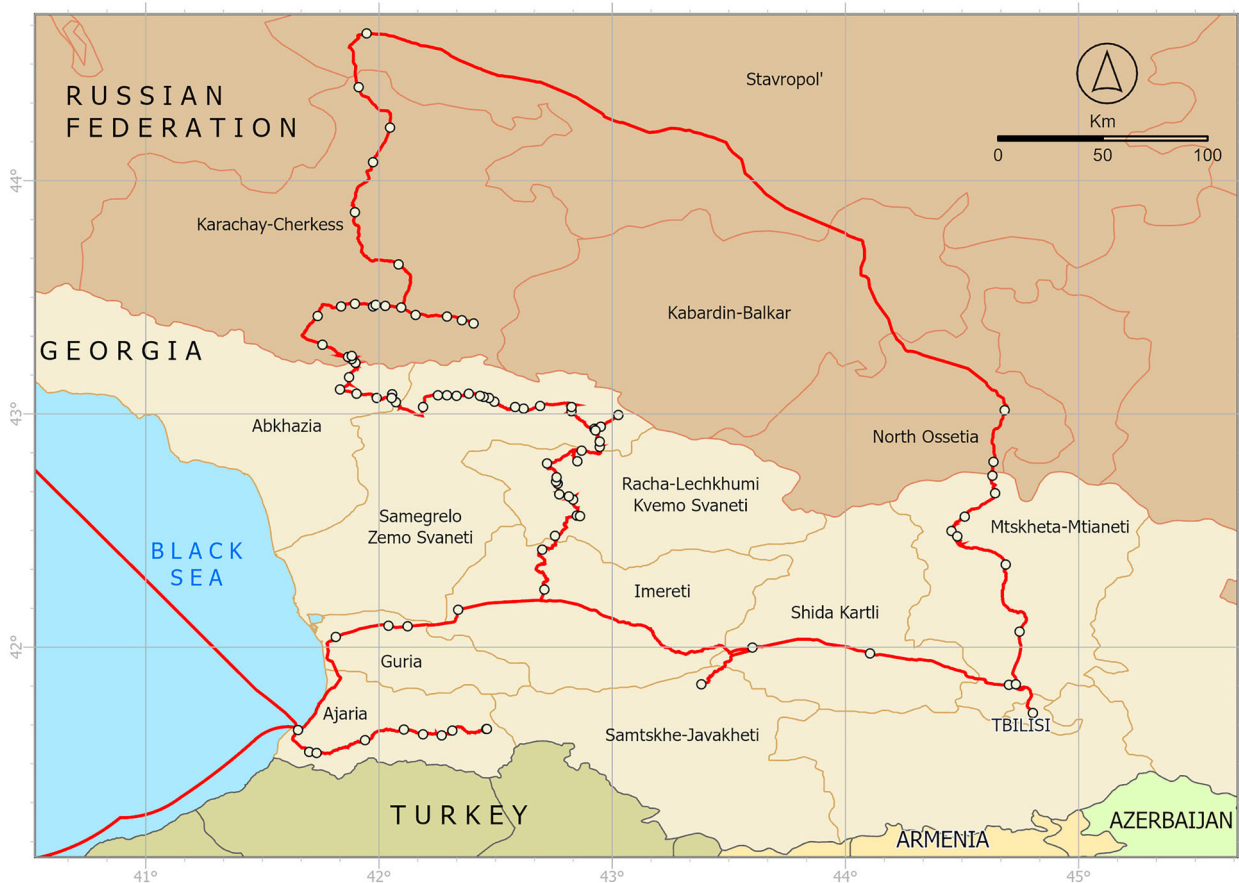 RUSSIAN
FEDERATION
Stavropol'
Km
0 50 100
44°
Karachay-Cherkess
Kabardin-Balkar
GEORGIA
43°
Abkhazia
North Ossetia
Racha-Lechkhumi
Kvemo Svaneti
Samegrelo
Zemo Svaneti
Mtskheta-Mtianeti
BLACK
SEA
Imereti
Shida Kartli
42°
Guria
Ajaria
Samtskhe-Javakheti
TBILISI
TURKEY
AZERBAIJAN
ARMENIA
41° 42° 43° 44° 45°